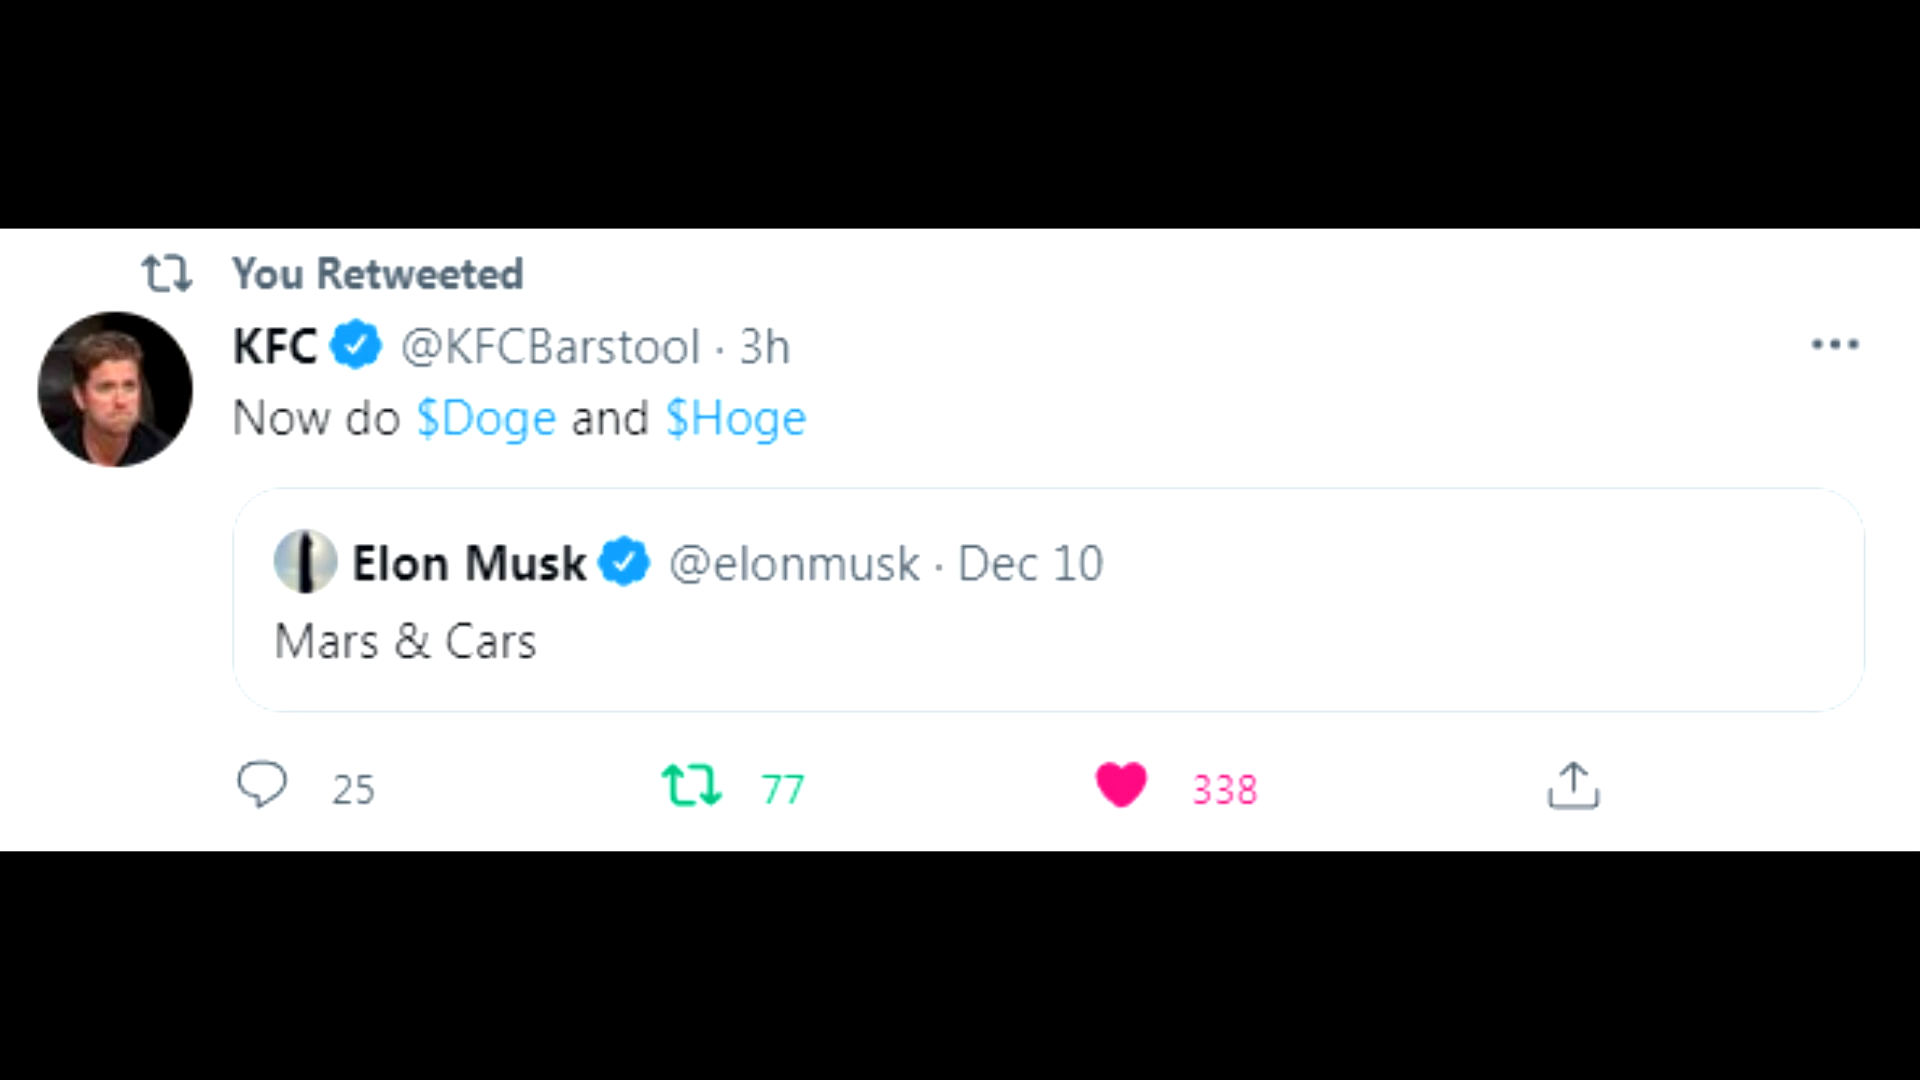 You Retweeted
KFC @KFCBarstool · 3h
Now do $Doge and $Hoge
Elon Musk @elonmusk · Dec 10
Mars & Cars
25 77 338